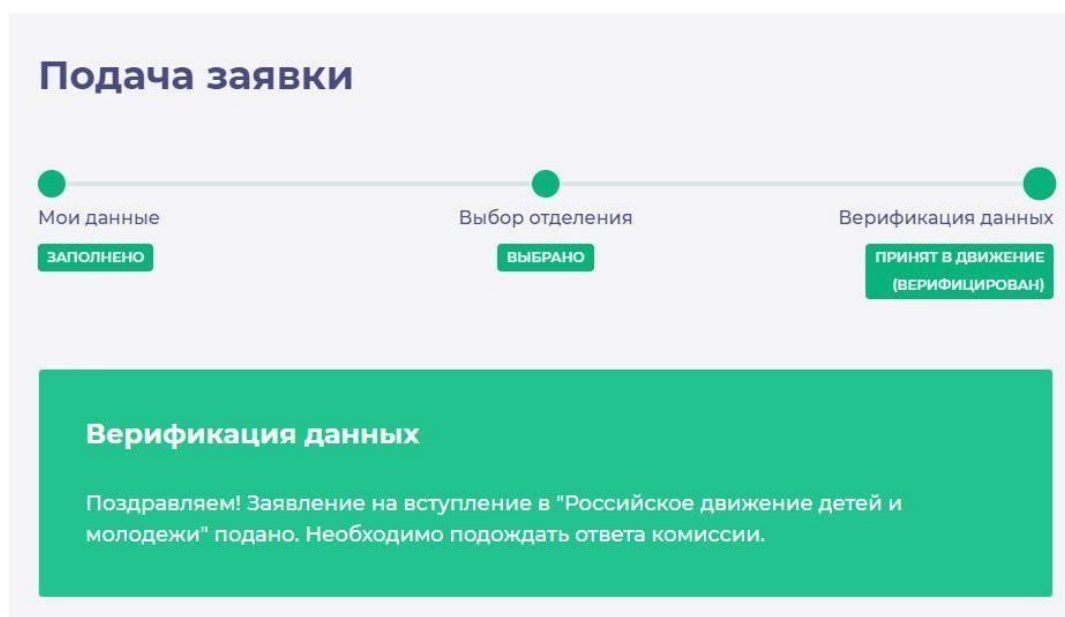 Подача заявки
Мои данные
Выбор отделения
Верификация данных
ЗАПОЛНЕНО
ВЫБРАНО
ПРИНЯТ В ДВИЖЕНИЕ
(ВЕРИФИЦИРОВАН)
Верификация данных
Поздравляем! Заявление на вступление в "Российское движение детей и
молодежи" подано. Необходимо подождать ответа комиссии.